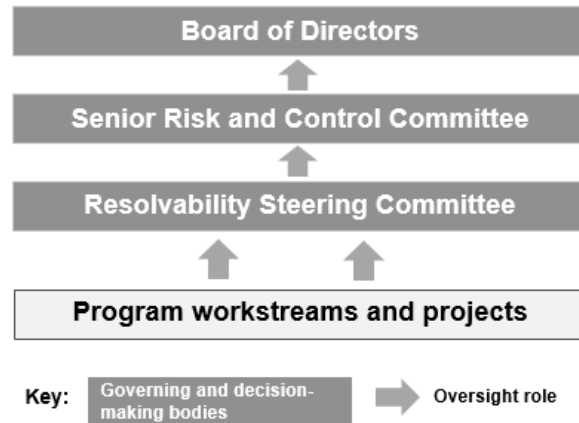 Board of Directors
Senior Risk and Control Committee
Resolvability Steering Committee
Program workstreams and projects
Key:
Governing and decision-
making bodies
Oversight role